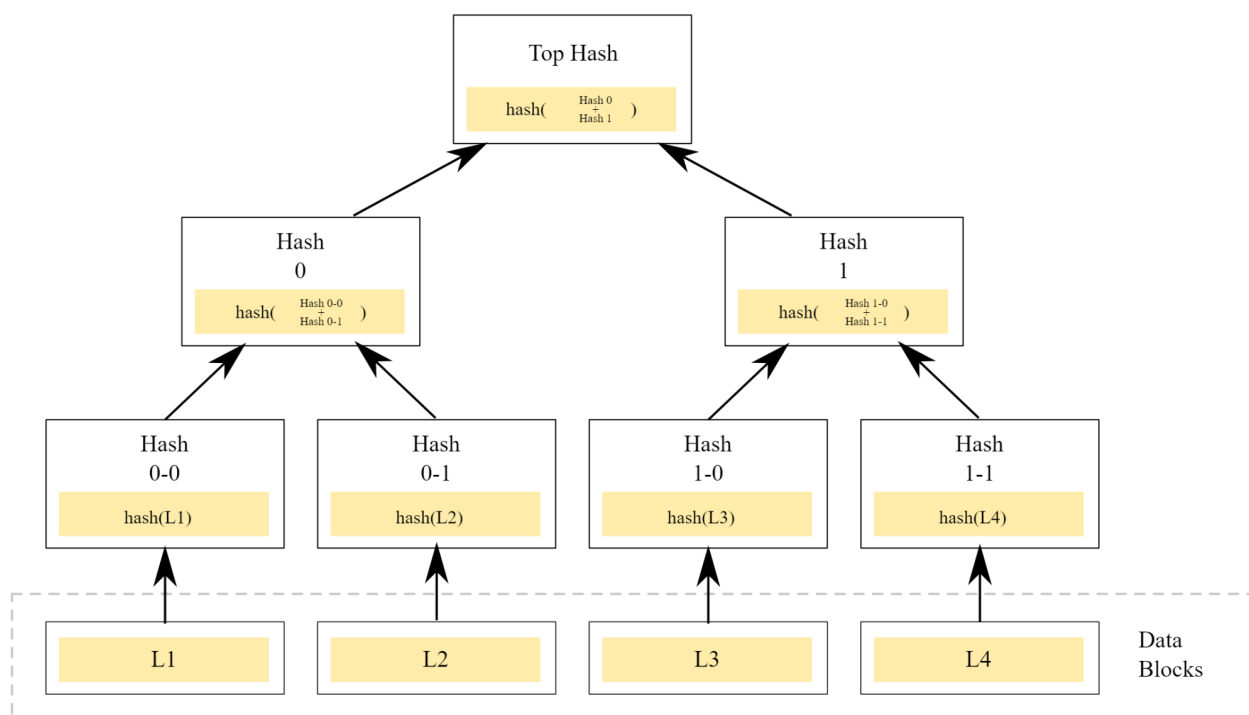 Top Hash
hash( Hash 0 + Hash 1 )
Hash
0
hash( Hash 0-0 + Hash 0-1 )
Hash
1
hash( Hash 1-0 + Hash 1-1 )
Hash
0-0
hash(L1)
Hash
0-1
hash(L2)
Hash
1-0
hash(L3)
Hash
1-1
hash(L4)
L1
L2
L3
L4
Data
Blocks